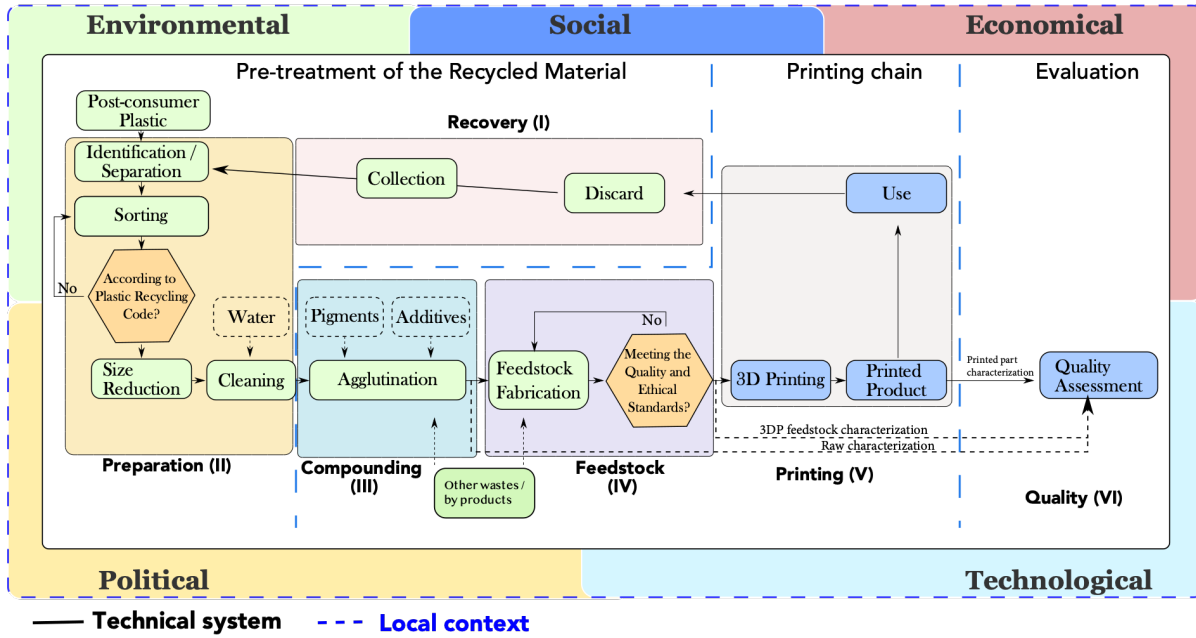 Environmental
Social
Economical
Pre-treatment of the Recycled Material
Printing chain
Evaluation
Post-consumer
Plastic
Recovery (I)
Identification /
Separation
Collection
Discard
Use
Sorting
According to
Plastic Recycling
Code?
No
Water
Pigments
Additives
No
Meeting the
Quality and
Ethical
Standards?
Size
Reduction
Cleaning
Agglutination
Feedstock
Fabrication
3D Printing
Printed
Product
Printed part
characterization
Quality
Assessment
3DP feedstock characterization
Raw characterization
Preparation (II)
Compounding
(III)
Feedstock
(IV)
Printing (V)
Other wastes /
by products
Quality (VI)
Political
Technological
Technical system
Local context